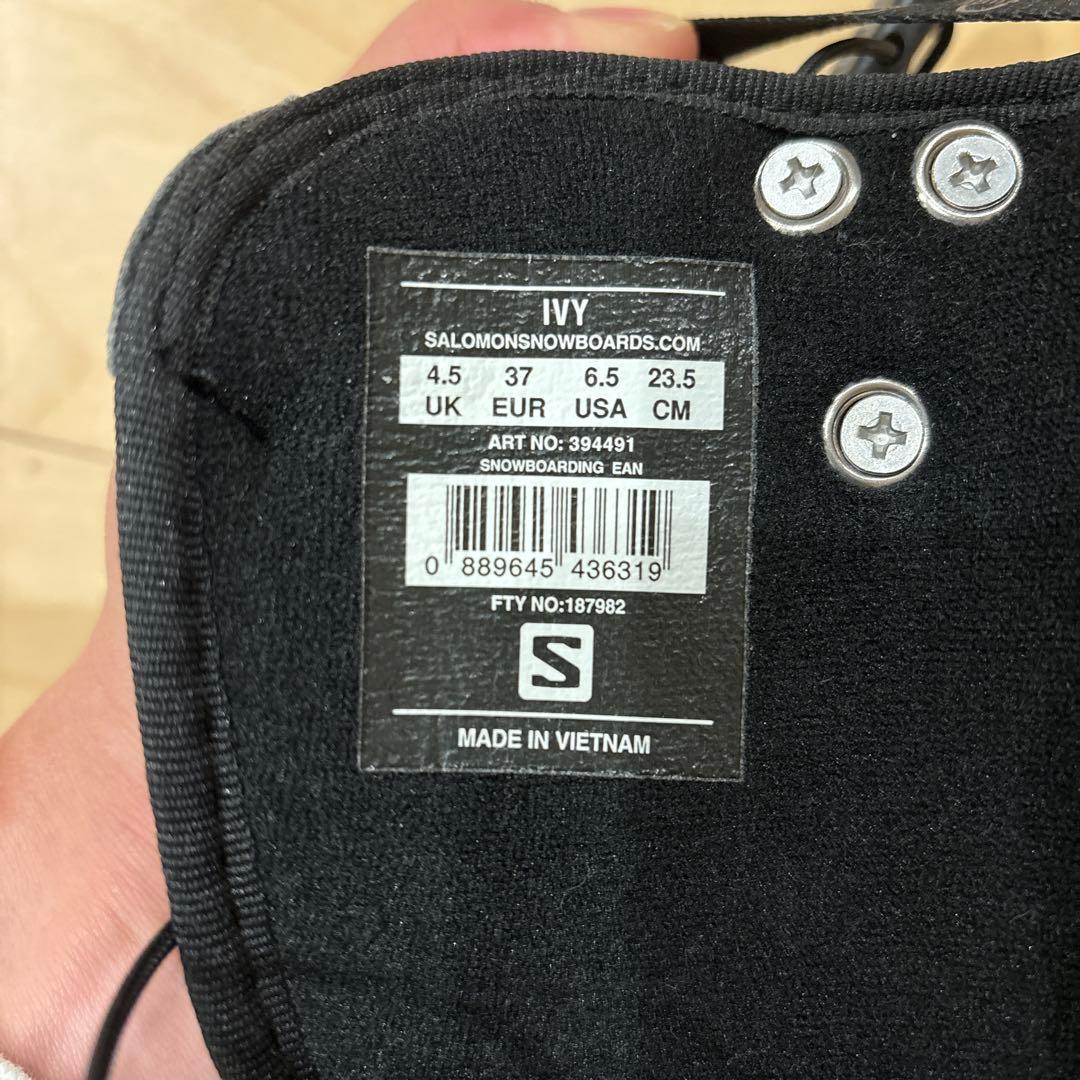 IVY
SALOMONSNOWBOARDS.COM
4.5 37 6.5 23.5
UK EUR USA CM
ART NO: 394491
SNOWBOARDING EAN
0 889645 436319
FTY NO:187982
S
MADE IN VIETNAM